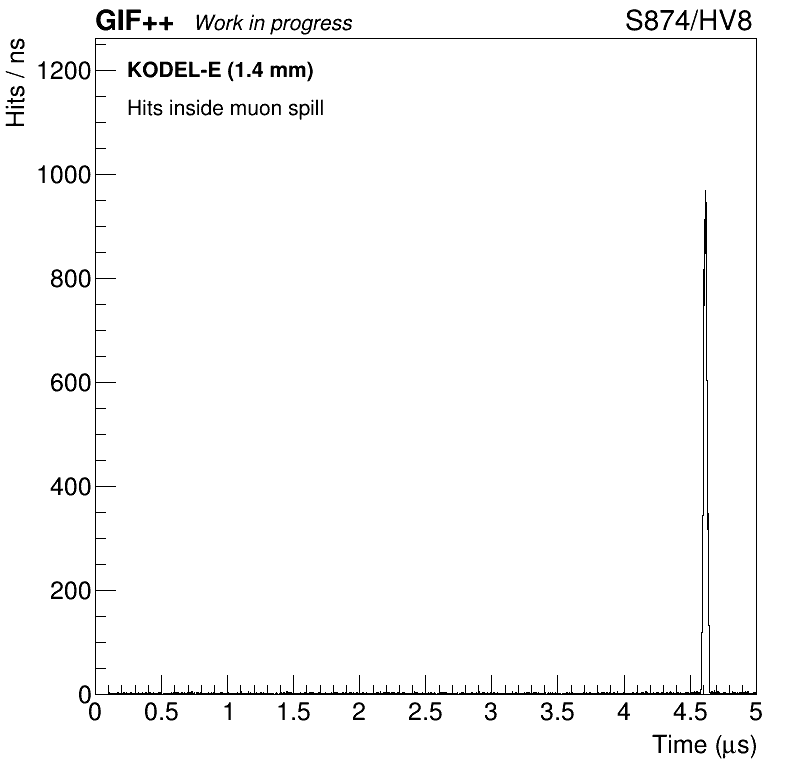 GIF++ Work in progress S874/HV8
Hits / ns
KODEL-E (1.4 mm)
Hits inside muon spill
1200
1000
800
600
400
200
0
0 0.5 1 1.5 2 2.5 3 3.5 4 4.5 5
Time (μs)